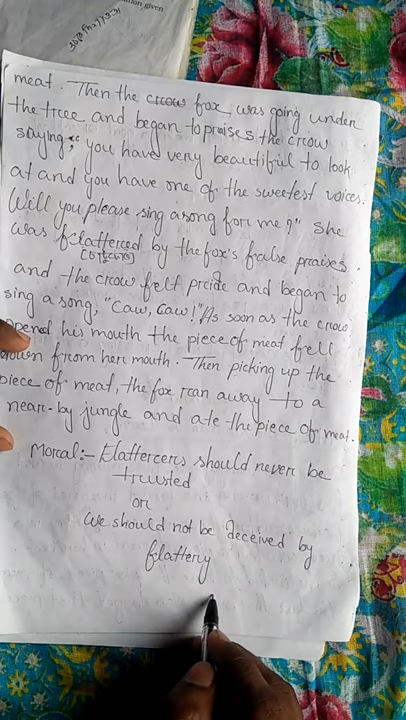 ion given
meat. Then the crow fox was going under
the tree and began to praises the crow
saying: "you have very beautiful to look
at and you have one of the sweetest voices.
Will you please sing a song for me?" She
was flattered by the fox's false praises.
and the crow felt pride and began to
sing a song, "Caw, Caw!" As soon as the crow
opened his mouth the piece of meat fell
down from her mouth. Then picking up the
piece of meat, the fox ran away to a
near-by jungle and ate the piece of meat.
Moral:- Flatterers should never be
trusted
or
We should not be deceived by
flattery